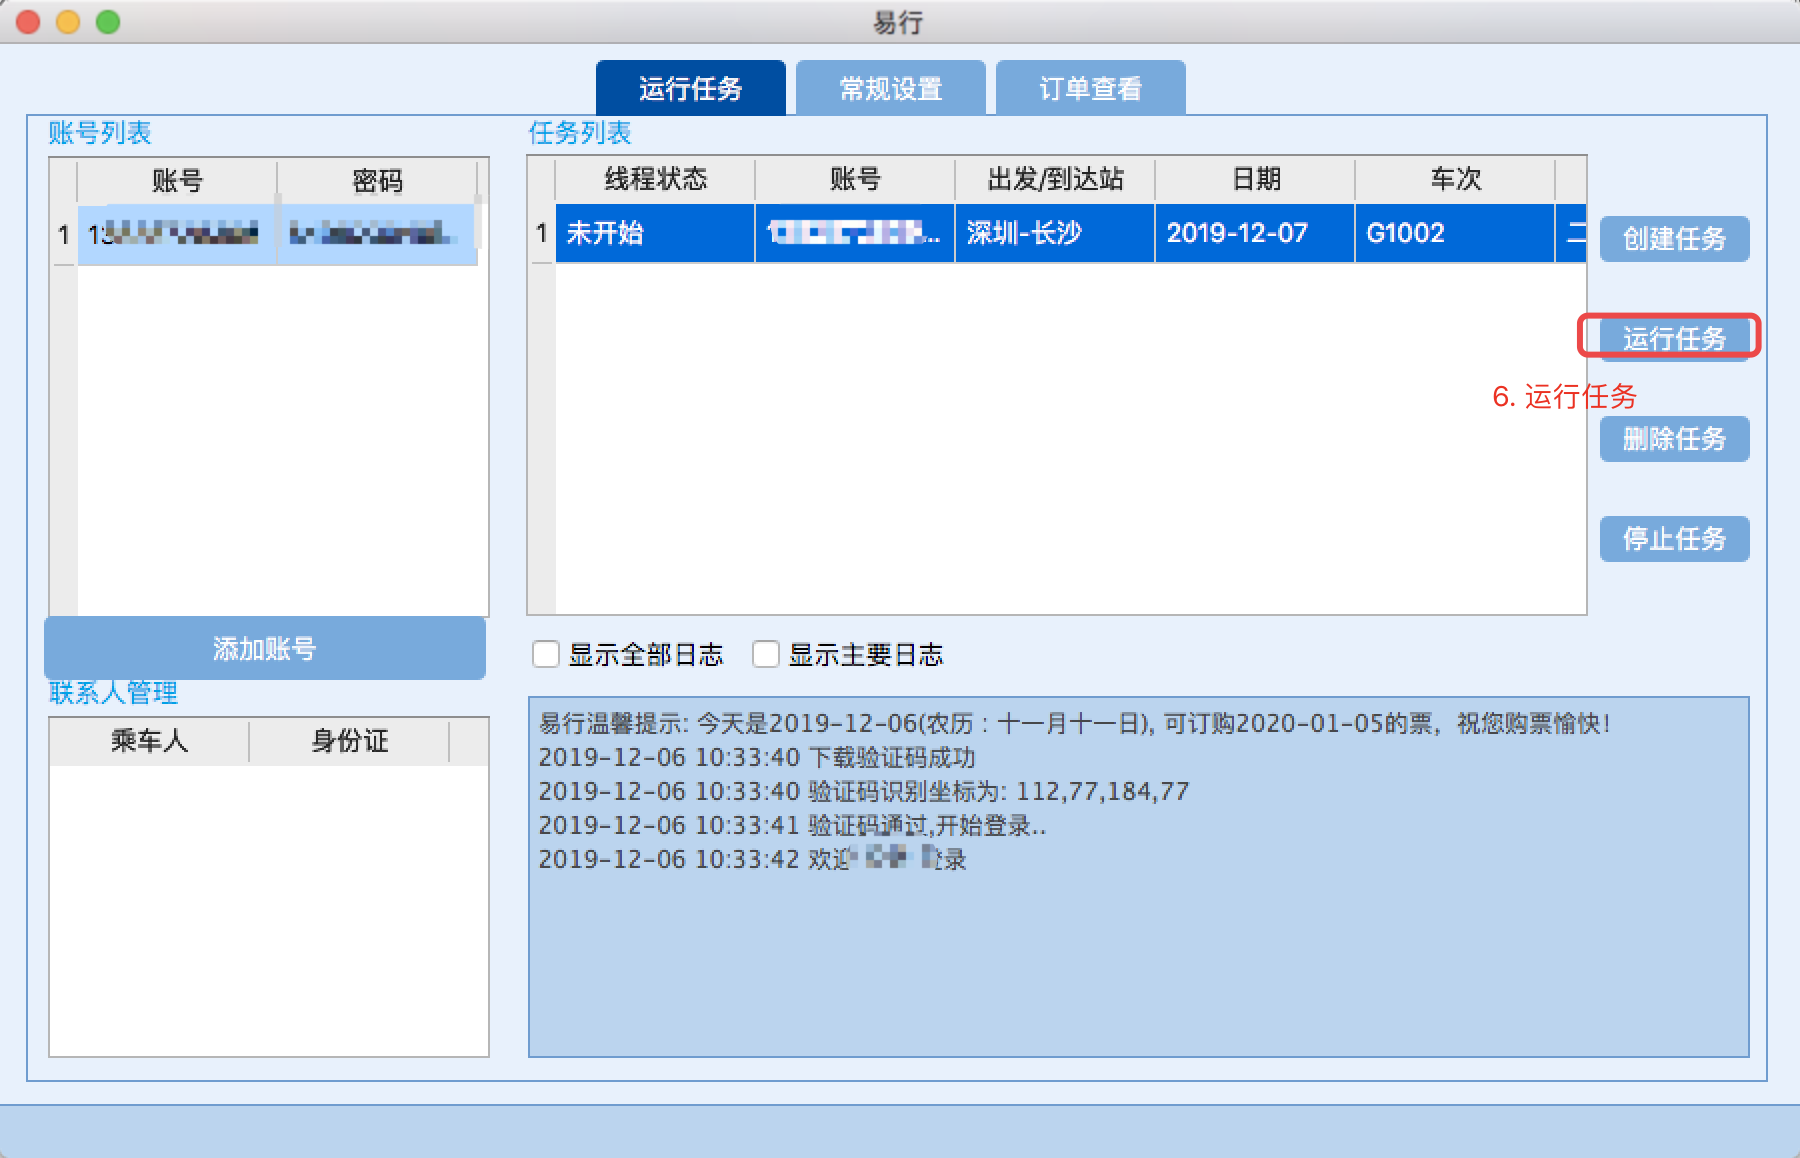 易行
运行任务 常规设置 订单查看
账号列表
账号 密码
1
添加账号
联系人管理
乘车人 身份证
任务列表
线程状态 账号 出发/到达站 日期 车次
1 未开始 深圳-长沙 2019-12-07 G1002 二
创建任务
运行任务
6. 运行任务
删除任务
停止任务
显示全部日志 显示主要日志
易行温馨提示: 今天是2019-12-06(农历：十一月十一日), 可订购2020-01-05的票，祝您购票愉快！
2019-12-06 10:33:40 下载验证码成功
2019-12-06 10:33:40 验证码识别坐标为: 112,77,184,77
2019-12-06 10:33:41 验证码通过,开始登录..
2019-12-06 10:33:42 欢迎 登录